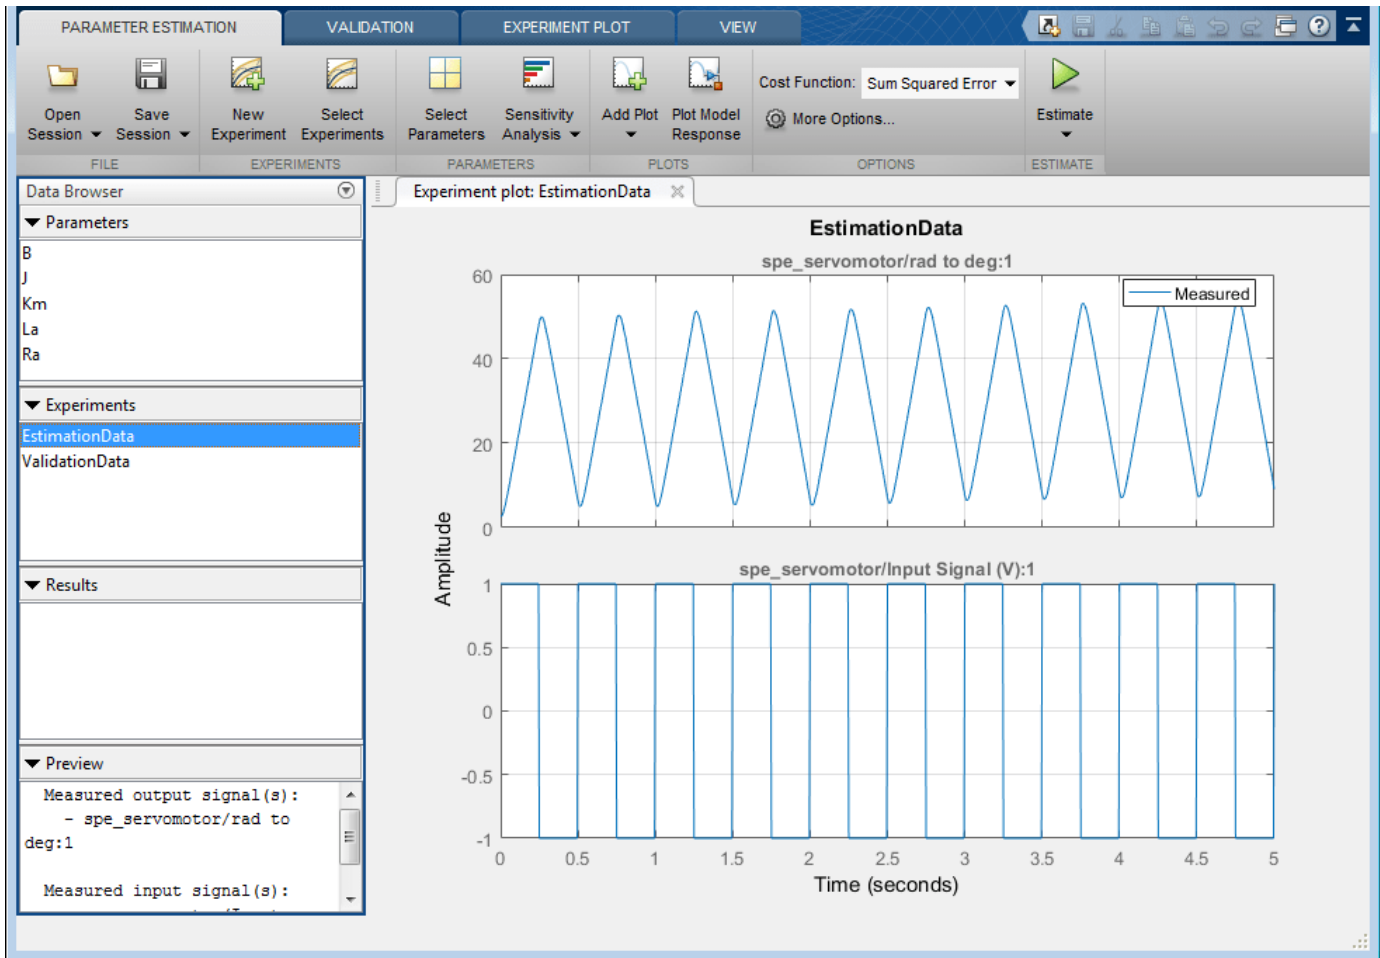 PARAMETER ESTIMATION
VALIDATION
EXPERIMENT PLOT
VIEW
Open Session
Save Session
New Experiment
Select Experiments
Select Parameters
Sensitivity Analysis
Add Plot
Plot Model Response
Cost Function: Sum Squared Error
More Options...
Estimate
FILE
EXPERIMENTS
PARAMETERS
PLOTS
OPTIONS
ESTIMATE
Data Browser
Parameters
B
J
Km
La
Ra
Experiments
EstimationData
ValidationData
Results
Preview
Measured output signal(s):
- spe_servomotor/rad to
deg:1
Measured input signal(s):
Experiment plot: EstimationData
EstimationData
spe_servomotor/rad to deg:1
Measured
60
40
20
0
Amplitude
spe_servomotor/Input Signal (V):1
1
0.5
0
-0.5
-1
0 0.5 1 1.5 2 2.5 3 3.5 4 4.5 5
Time (seconds)